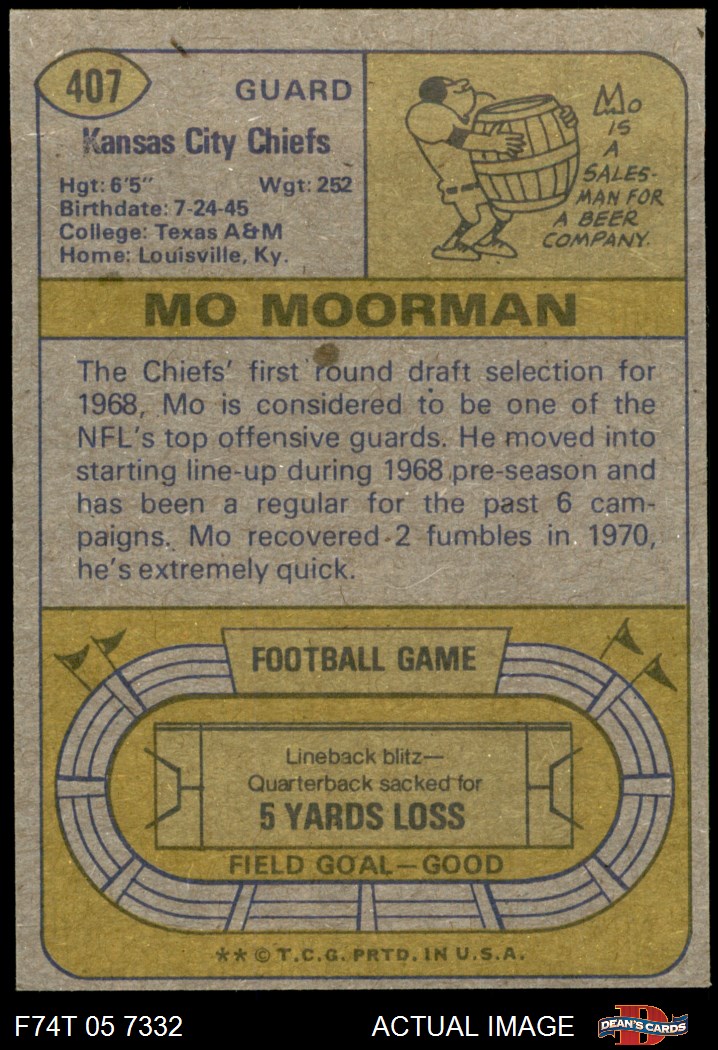 407
GUARD
Kansas City Chiefs
Hgt: 6'5" Wgt: 252
Birthdate: 7-24-45
College: Texas A&M
Home: Louisville, Ky.
Mo
IS
A
SALES-
MAN FOR
A BEER
COMPANY.
MO MOORMAN
The Chiefs' first round draft selection for
1968, Mo is considered to be one of the
NFL's top offensive guards. He moved into
starting line-up during 1968 pre-season and
has been a regular for the past 6 cam-
paigns. Mo recovered 2 fumbles in 1970,
he's extremely quick.
FOOTBALL GAME
Lineback blitz—
Quarterback sacked for
5 YARDS LOSS
FIELD GOAL—GOOD
** © T.C.G. PRTD. IN U.S.A.
F74T 05 7332
ACTUAL IMAGE
D
DEAN'S CARDS